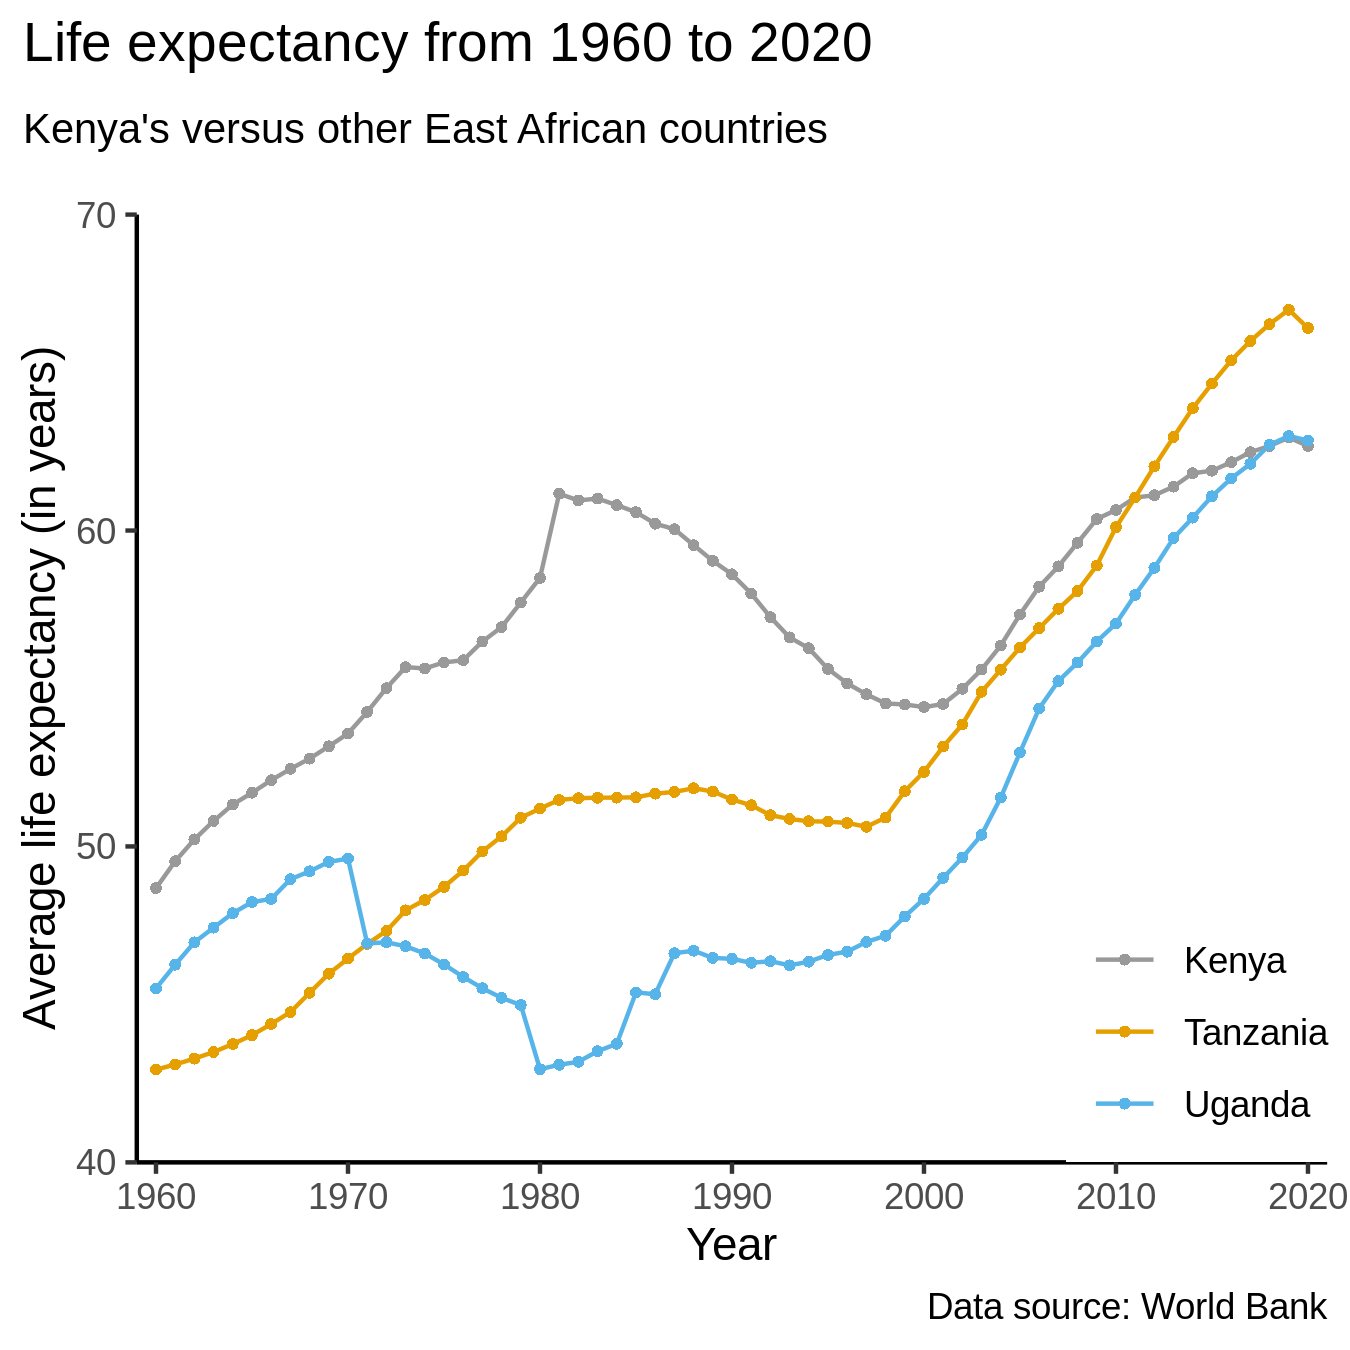 Life expectancy from 1960 to 2020
Kenya's versus other East African countries
Average life expectancy (in years)
70
60
50
40
Kenya
Tanzania
Uganda
1960 1970 1980 1990 2000 2010 2020
Year
Data source: World Bank